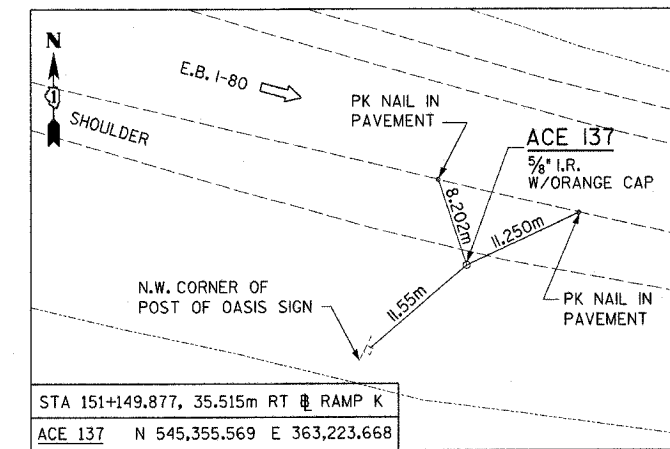 N
1
E.B. I-80
SHOULDER
PK NAIL IN
PAVEMENT
ACE 137
5/8" I.R.
W/ORANGE CAP
8.202m
11.250m
11.55m
N.W. CORNER OF
POST OF OASIS SIGN
PK NAIL IN
PAVEMENT
STA 151+149.877, 35.515m RT ℄ RAMP K
ACE 137 N 545,355.569 E 363,223.668